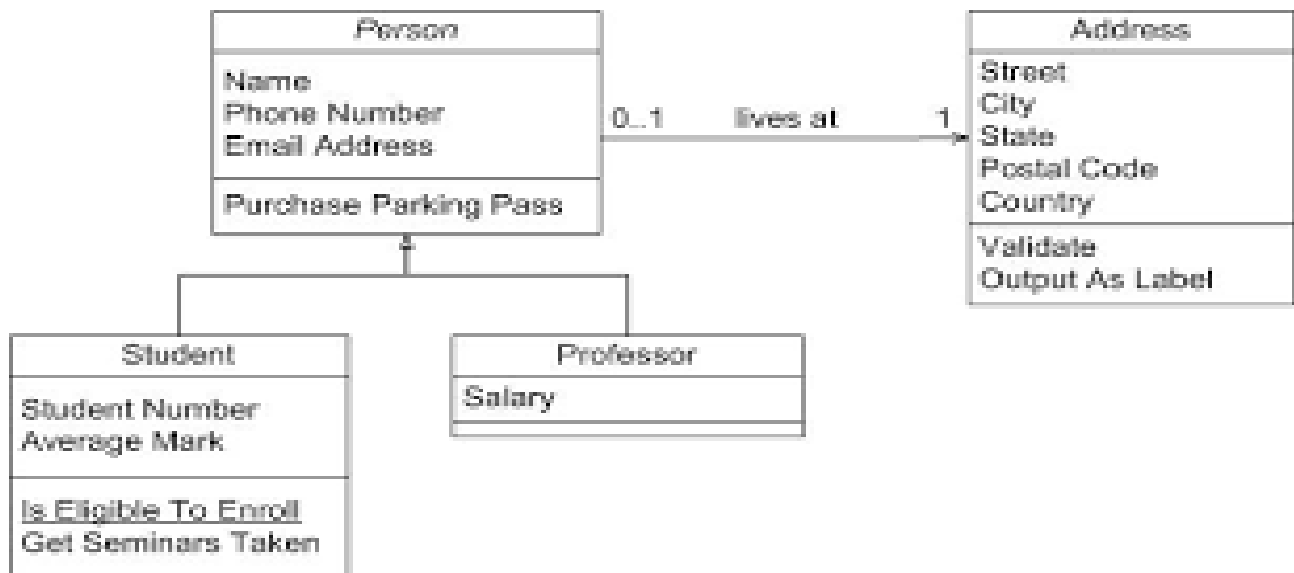 Person
Name
Phone Number
Email Address
Purchase Parking Pass
0..1 lives at 1
Address
Street
City
State
Postal Code
Country
Validate
Output As Label
Student
Student Number
Average Mark
Is Eligible To Enroll
Get Seminars Taken
Professor
Salary